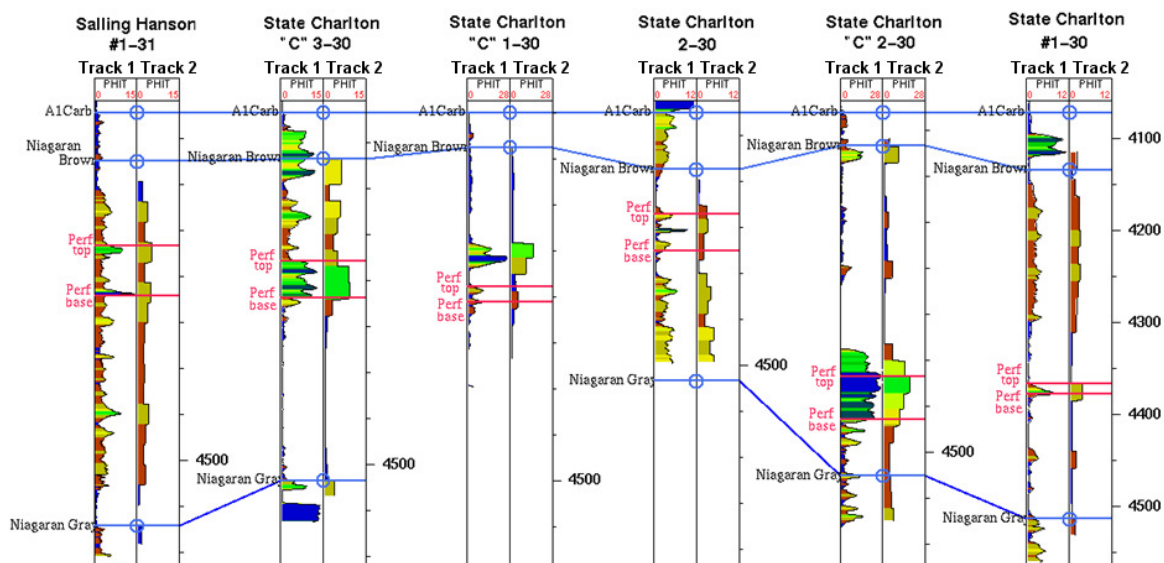 Salling Hanson
#1-31
State Charlton
"C" 3-30
State Charlton
"C" 1-30
State Charlton
2-30
State Charlton
"C" 2-30
State Charlton
#1-30
Track 1 Track 2
Track 1 Track 2
Track 1 Track 2
Track 1 Track 2
Track 1 Track 2
Track 1 Track 2
PHIT PHIT
PHIT PHIT
PHIT PHIT
PHIT PHIT
PHIT PHIT
PHIT PHIT
0 15 0 15
0 15 0 15
0 28 0 28
0 12 0 12
0 28 0 28
0 12 0 12
A1Carb
A1Carb
A1Carb
A1Carb
A1Carb
A1Carb
4100
Niagaran
Brown
Niagaran Brown
Niagaran Brown
Niagaran Brown
Niagaran Brown
Niagaran Brown
4200
Perf
top
Perf
base
Perf
top
Perf
base
Perf
top
Perf
base
Perf
top
Perf
base
Perf
top
Perf
base
Perf
top
Perf
base
4300
4400
4500
4500
4500
4500
4500
4500
Niagaran Gray
Niagaran Gray
Niagaran Gray
Niagaran Gray
Niagaran Gray